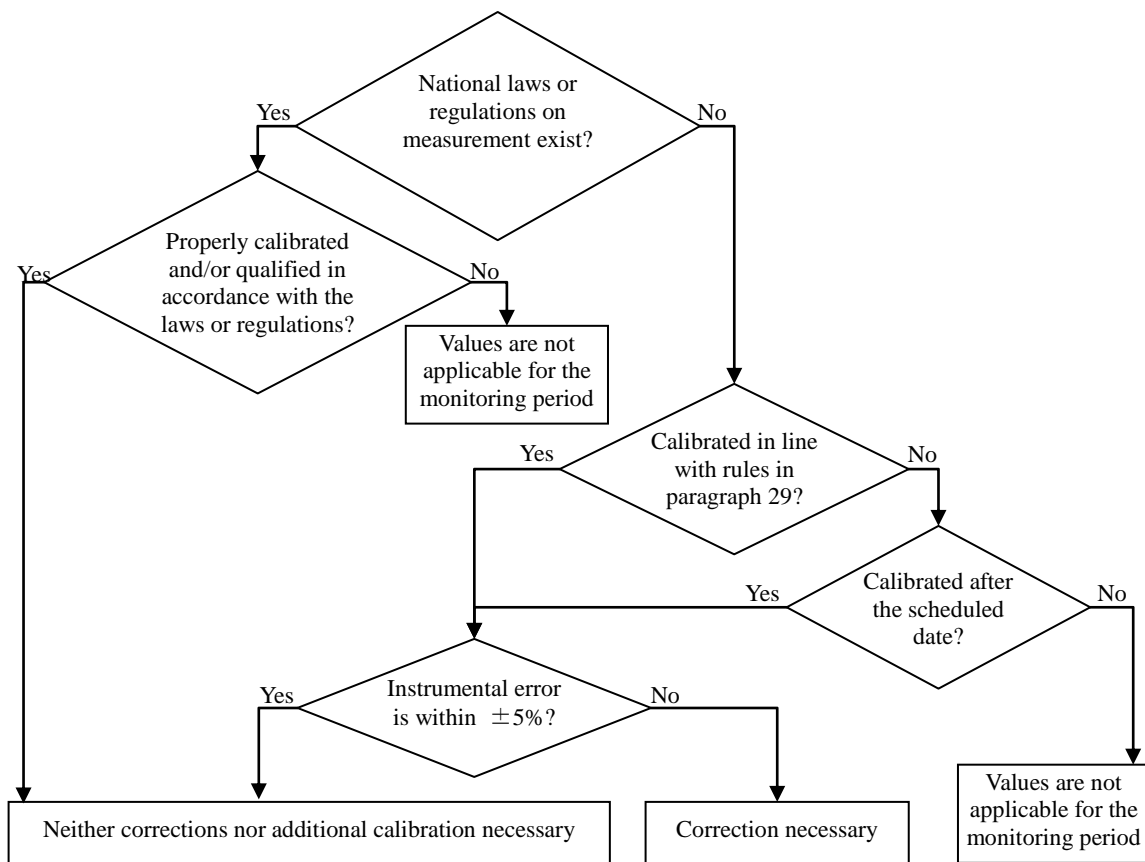 National laws or
regulations on
measurement exist?
Yes
No
Properly calibrated
and/or qualified in
accordance with the
laws or regulations?
Yes
No
Values are not
applicable for the
monitoring period
Calibrated in line
with rules in
paragraph 29?
Yes
No
Calibrated after
the scheduled
date?
Yes
No
Instrumental error
is within ±5%?
Yes
No
Values are not
applicable for the
monitoring period
Neither corrections nor additional calibration necessary
Correction necessary